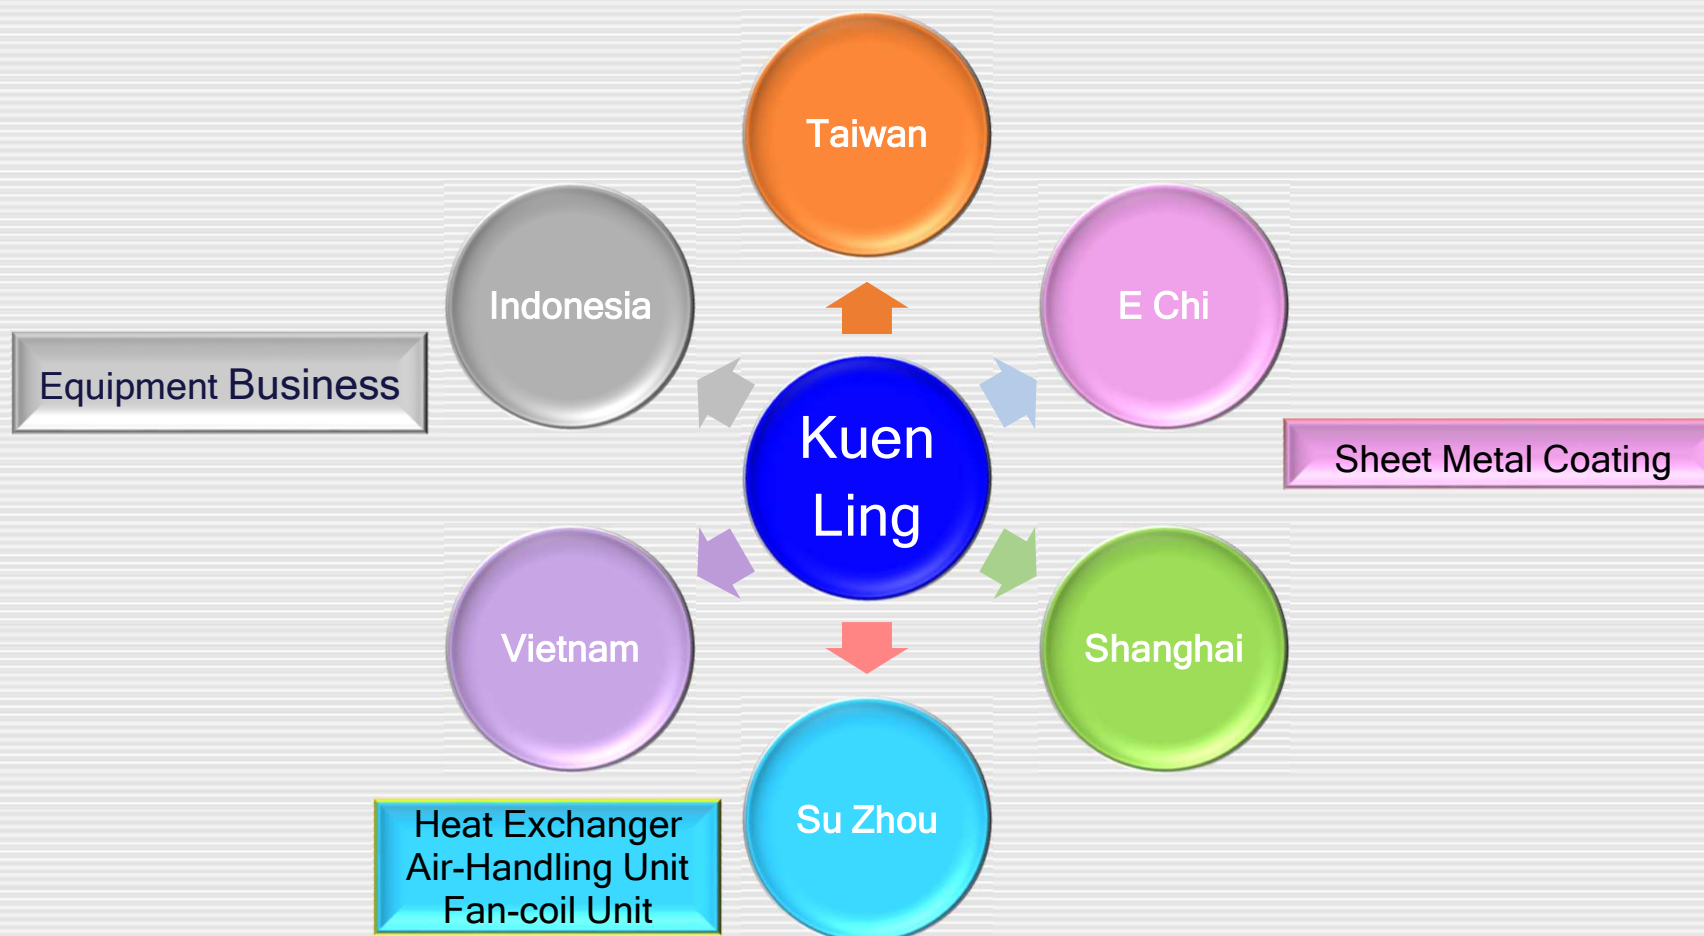 Taiwan
Indonesia
E Chi
Equipment Business
Kuen
Ling
Sheet Metal Coating
Vietnam
Shanghai
Su Zhou
Heat Exchanger
Air-Handling Unit
Fan-coil Unit